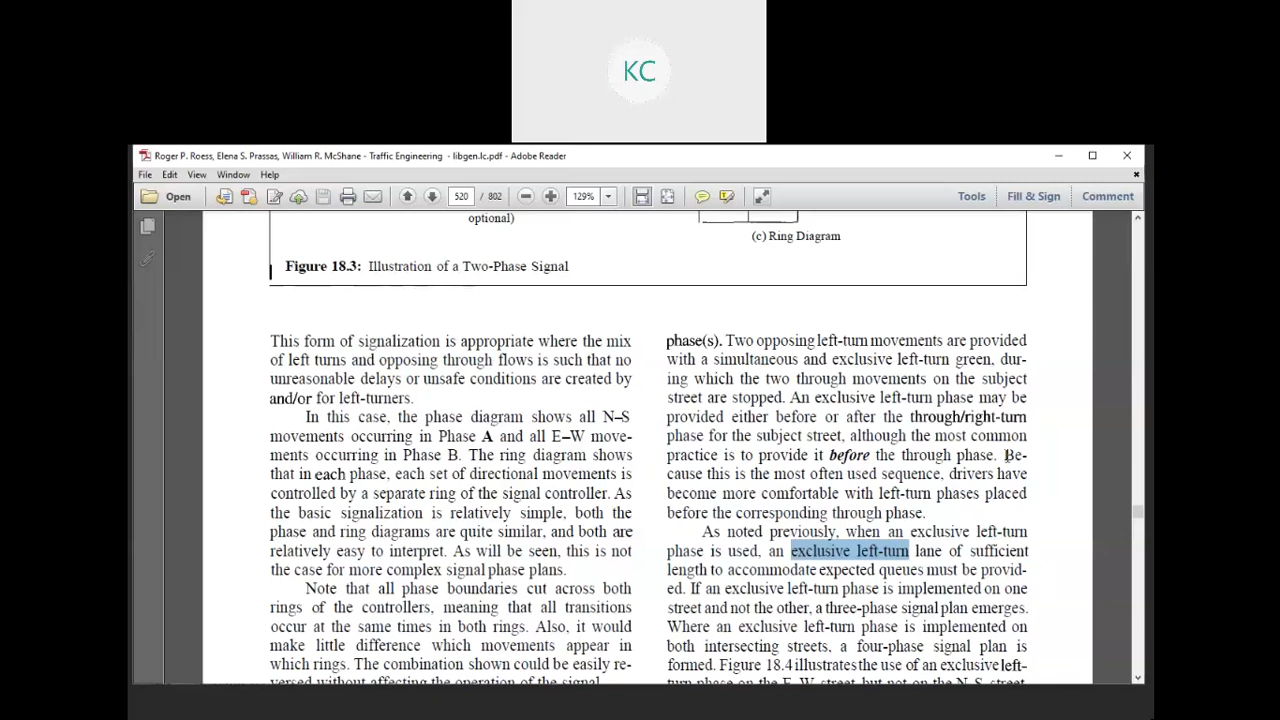 KC
Roger P. Roess, Elena S. Prassas, William R. McShane - Traffic Engineering - libgen.lc.pdf - Adobe Reader
File Edit View Window Help
Open 520 / 802 129% Tools Fill & Sign Comment
optional)
(c) Ring Diagram
Figure 18.3: Illustration of a Two-Phase Signal
This form of signalization is appropriate where the mix
of left turns and opposing through flows is such that no
unreasonable delays or unsafe conditions are created by
and/or for left-turners.
In this case, the phase diagram shows all N–S
movements occurring in Phase A and all E–W move-
ments occurring in Phase B. The ring diagram shows
that in each phase, each set of directional movements is
controlled by a separate ring of the signal controller. As
the basic signalization is relatively simple, both the
phase and ring diagrams are quite similar, and both are
relatively easy to interpret. As will be seen, this is not
the case for more complex signal phase plans.
Note that all phase boundaries cut across both
rings of the controllers, meaning that all transitions
occur at the same times in both rings. Also, it would
make little difference which movements appear in
which rings. The combination shown could be easily re-
versed without affecting the operation of the signal.
phase(s). Two opposing left-turn movements are provided
with a simultaneous and exclusive left-turn green, dur-
ing which the two through movements on the subject
street are stopped. An exclusive left-turn phase may be
provided either before or after the through/right-turn
phase for the subject street, although the most common
practice is to provide it before the through phase. Be-
cause this is the most often used sequence, drivers have
become more comfortable with left-turn phases placed
before the corresponding through phase.
As noted previously, when an exclusive left-turn
phase is used, an exclusive left-turn lane of sufficient
length to accommodate expected queues must be provid-
ed. If an exclusive left-turn phase is implemented on one
street and not the other, a three-phase signal plan emerges.
Where an exclusive left-turn phase is implemented on
both intersecting streets, a four-phase signal plan is
formed. Figure 18.4 illustrates the use of an exclusive left-
turn phase on the E–W street but not on the N–S street